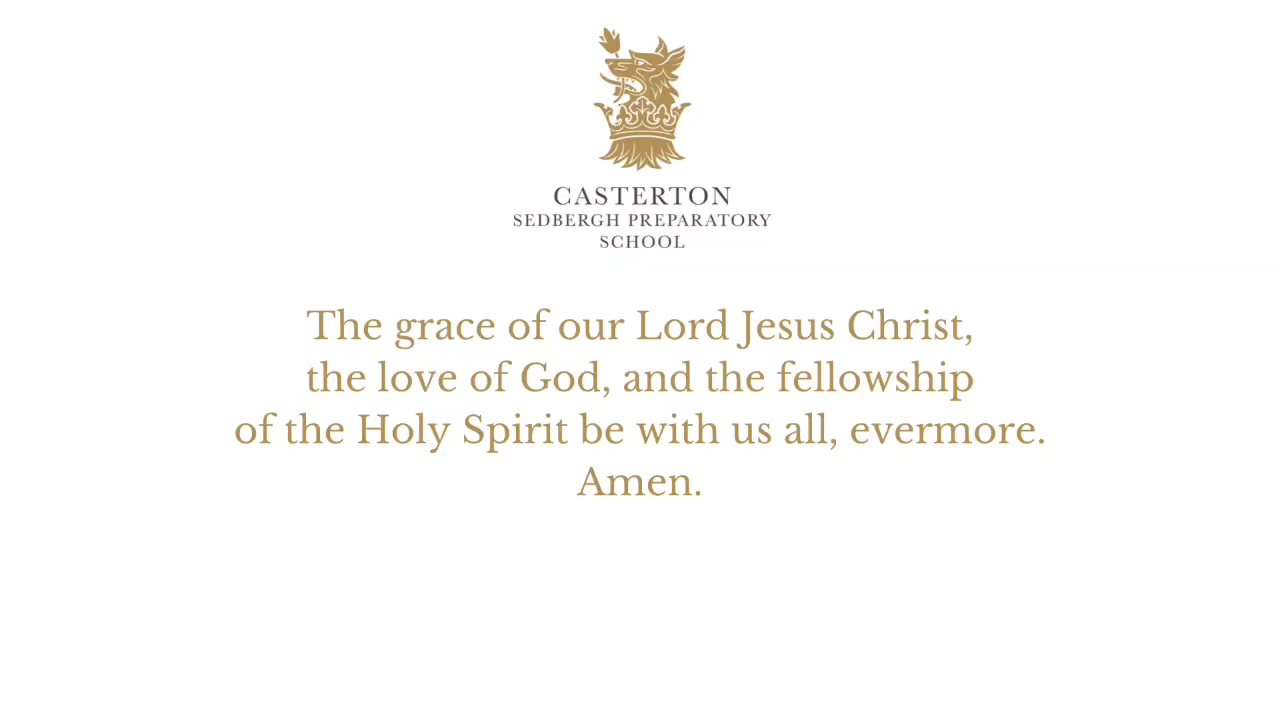 CASTERTON
SEDBERGH PREPARATORY
SCHOOL
The grace of our Lord Jesus Christ,
the love of God, and the fellowship
of the Holy Spirit be with us all, evermore.
Amen.